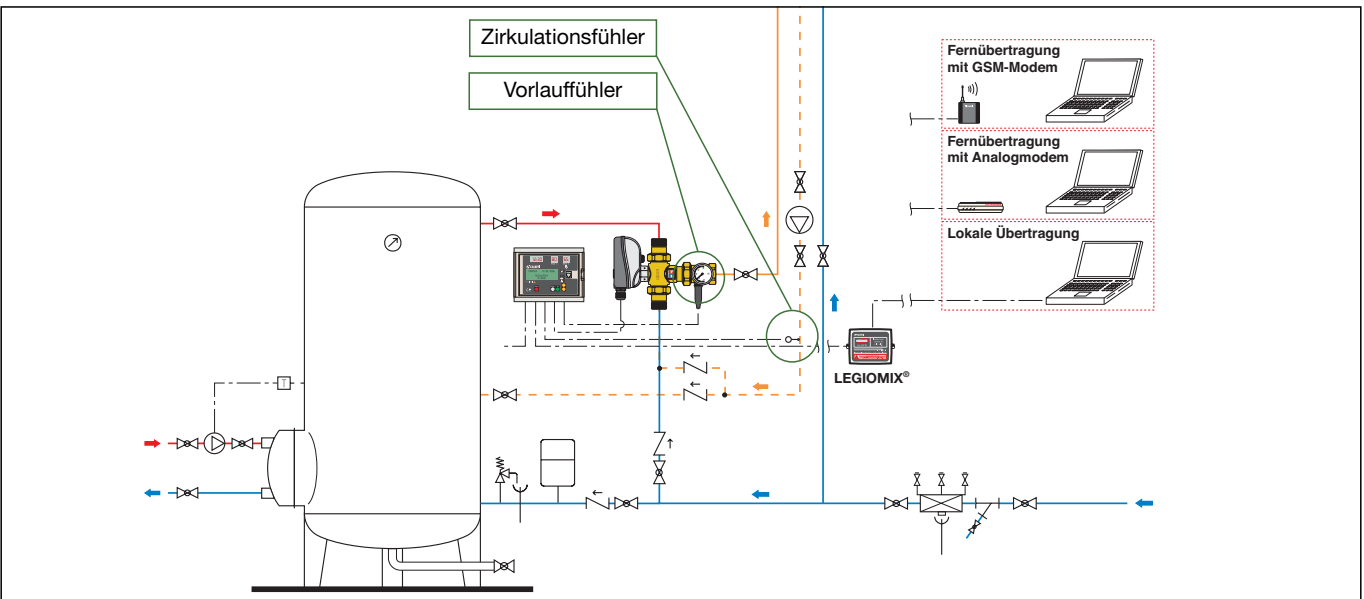 Zirkulationsfühler
Vorlauffühler
Fernübertragung
mit GSM-Modem
Fernübertragung
mit Analogmodem
Lokale Übertragung
T
LEGIOMIX®